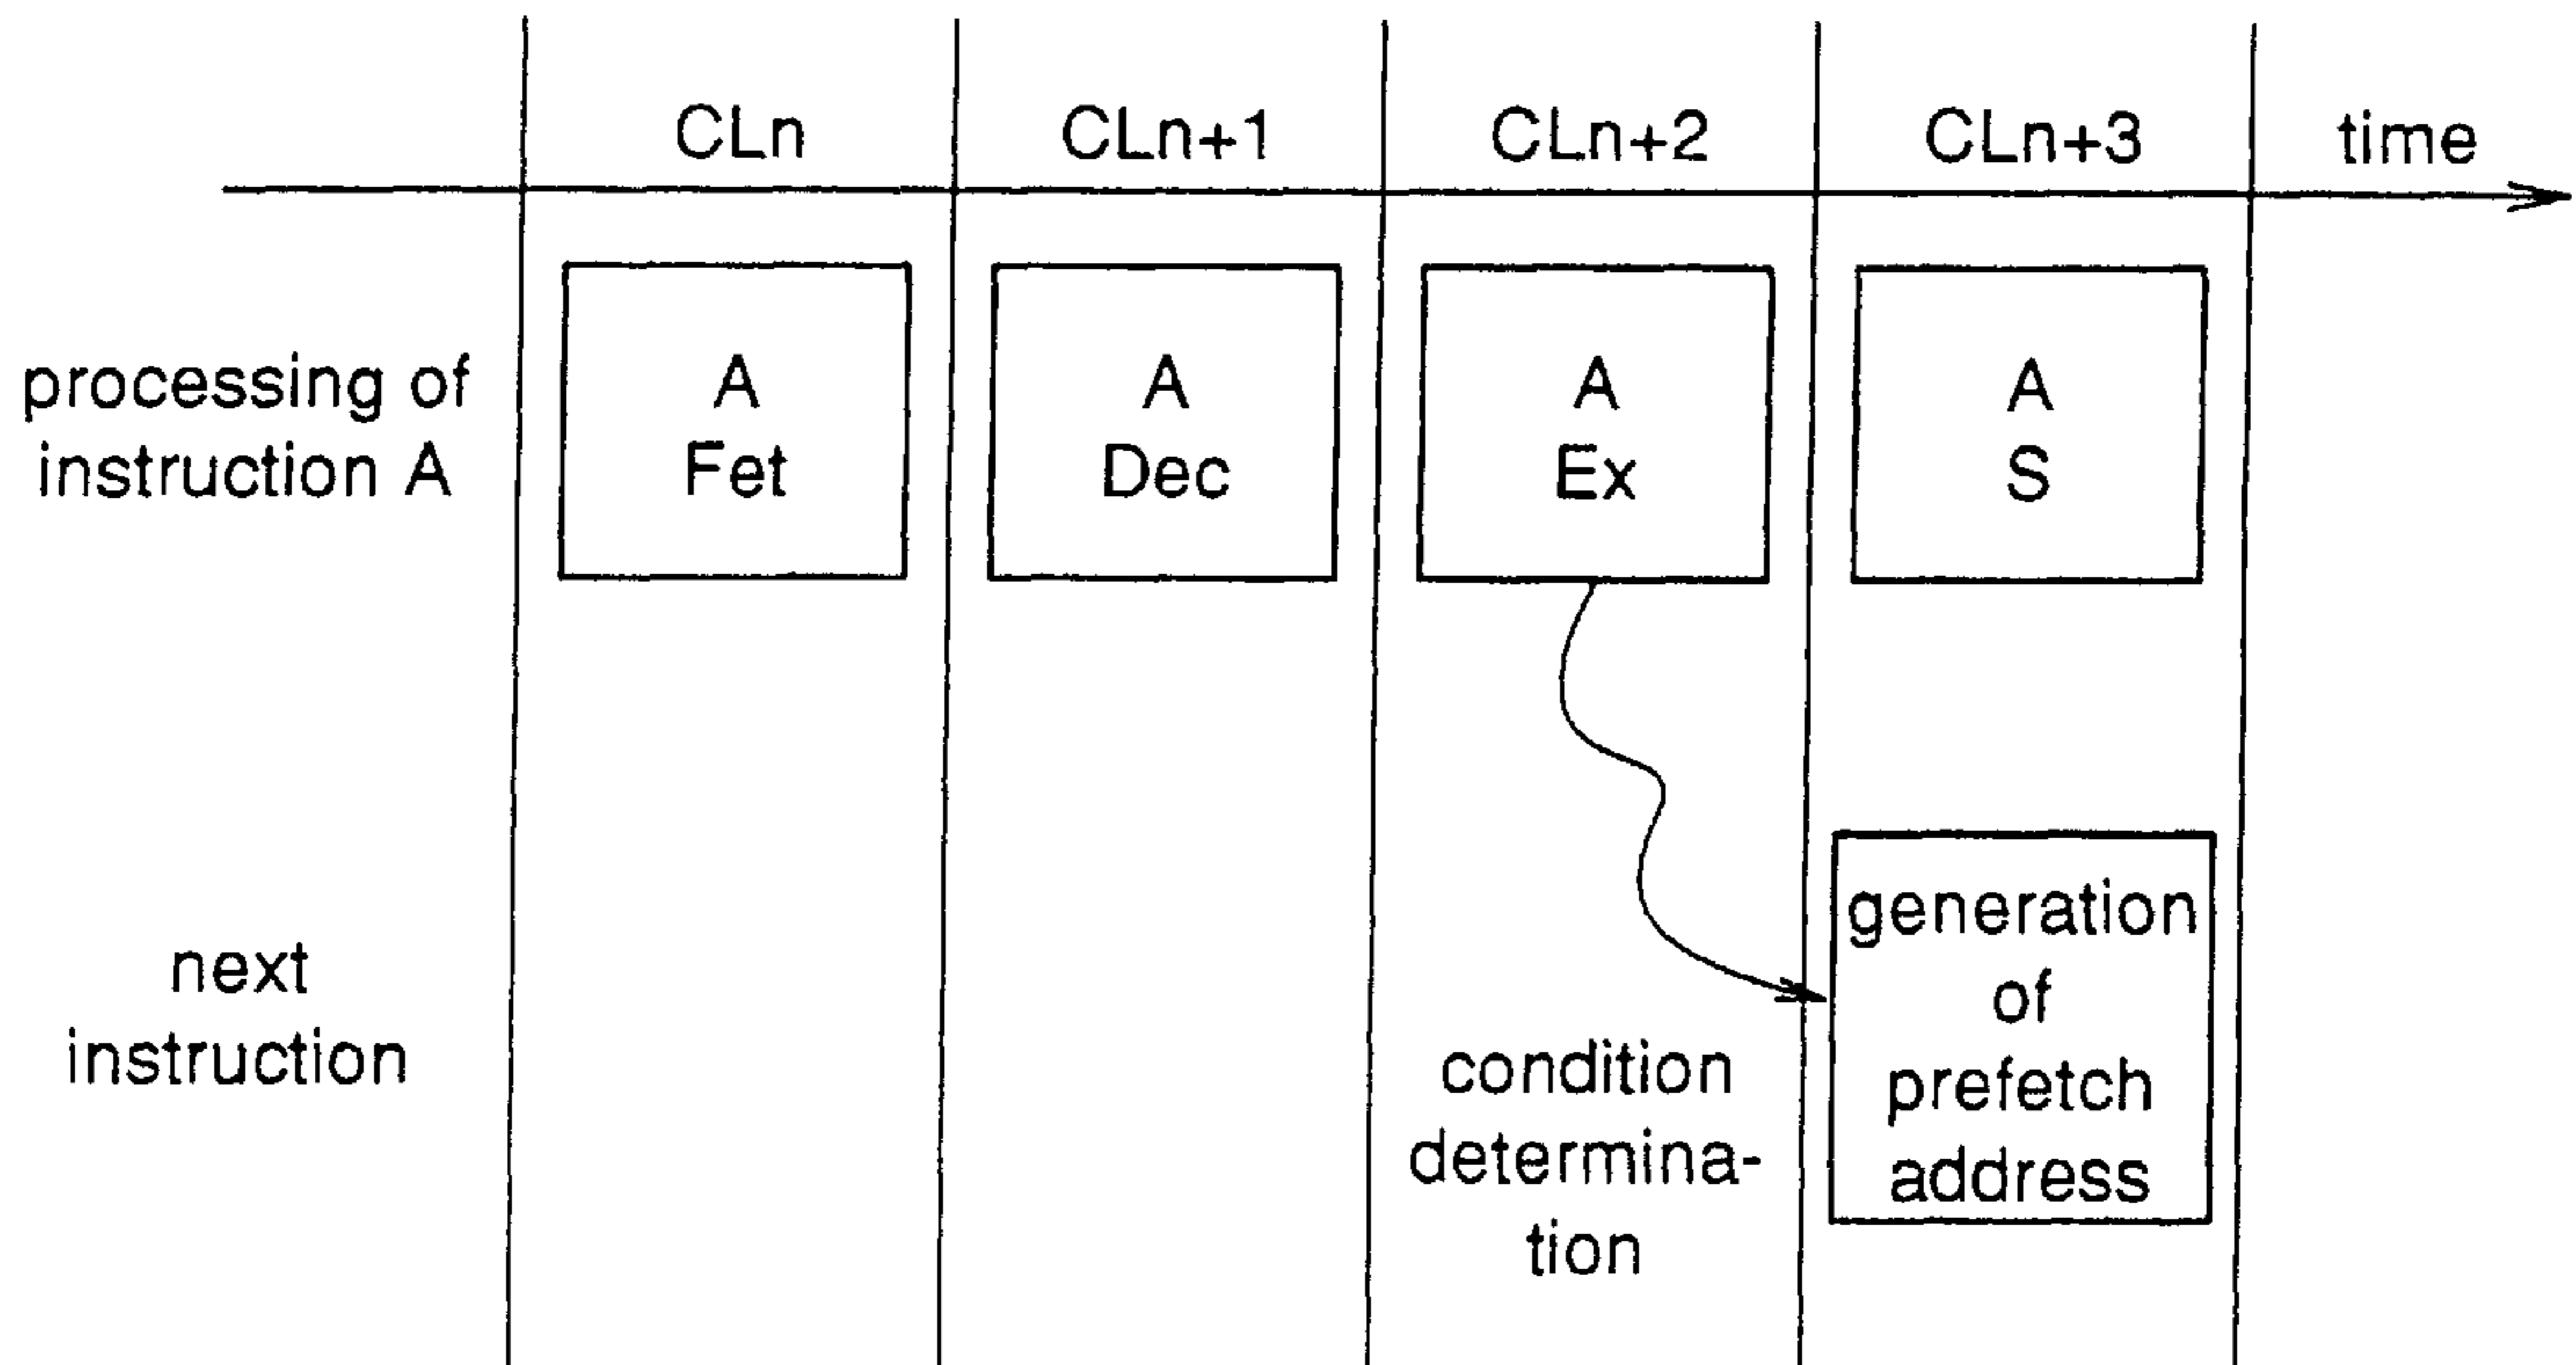 CLn CLn+1 CLn+2 CLn+3 time
processing of
instruction A
A
Fet
A
Dec
A
Ex
A
S
next
instruction
condition
determina-
tion
generation
of
prefetch
address